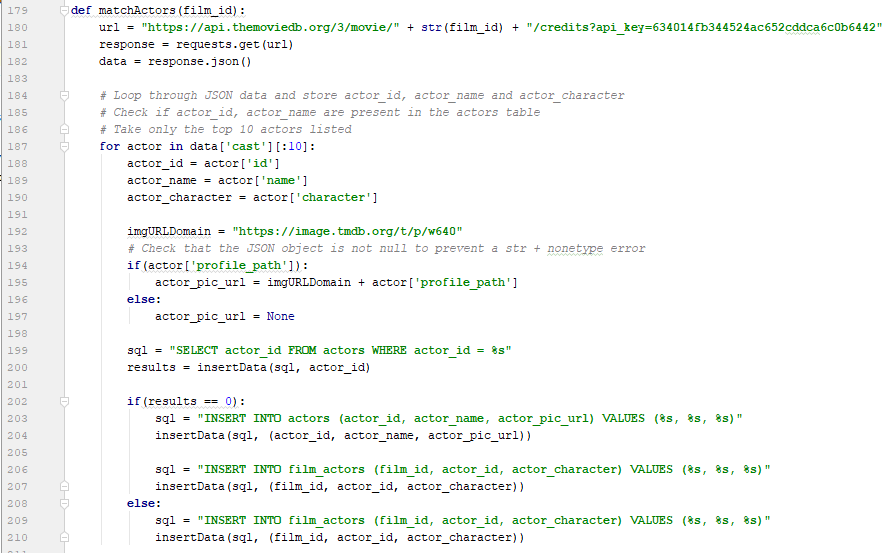 179 def matchActors(film_id):
180 url = "https://api.themoviedb.org/3/movie/" + str(film_id) + "/credits?api_key=634014fb344524ac652cddca6c0b6442"
181 response = requests.get(url)
182 data = response.json()
183
184 # Loop through JSON data and store actor_id, actor_name and actor_character
185 # Check if actor_id, actor_name are present in the actors table
186 # Take only the top 10 actors listed
187 for actor in data['cast'][:10]:
188 actor_id = actor['id']
189 actor_name = actor['name']
190 actor_character = actor['character']
191
192 imgURLDomain = "https://image.tmdb.org/t/p/w640"
193 # Check that the JSON object is not null to prevent a str + nonetype error
194 if(actor['profile_path']):
195 actor_pic_url = imgURLDomain + actor['profile_path']
196 else:
197 actor_pic_url = None
198
199 sql = "SELECT actor_id FROM actors WHERE actor_id = %s"
200 results = insertData(sql, actor_id)
201
202 if(results == 0):
203 sql = "INSERT INTO actors (actor_id, actor_name, actor_pic_url) VALUES (%s, %s, %s)"
204 insertData(sql, (actor_id, actor_name, actor_pic_url))
205
206 sql = "INSERT INTO film_actors (film_id, actor_id, actor_character) VALUES (%s, %s, %s)"
207 insertData(sql, (film_id, actor_id, actor_character))
208 else:
209 sql = "INSERT INTO film_actors (film_id, actor_id, actor_character) VALUES (%s, %s, %s)"
210 insertData(sql, (film_id, actor_id, actor_character))